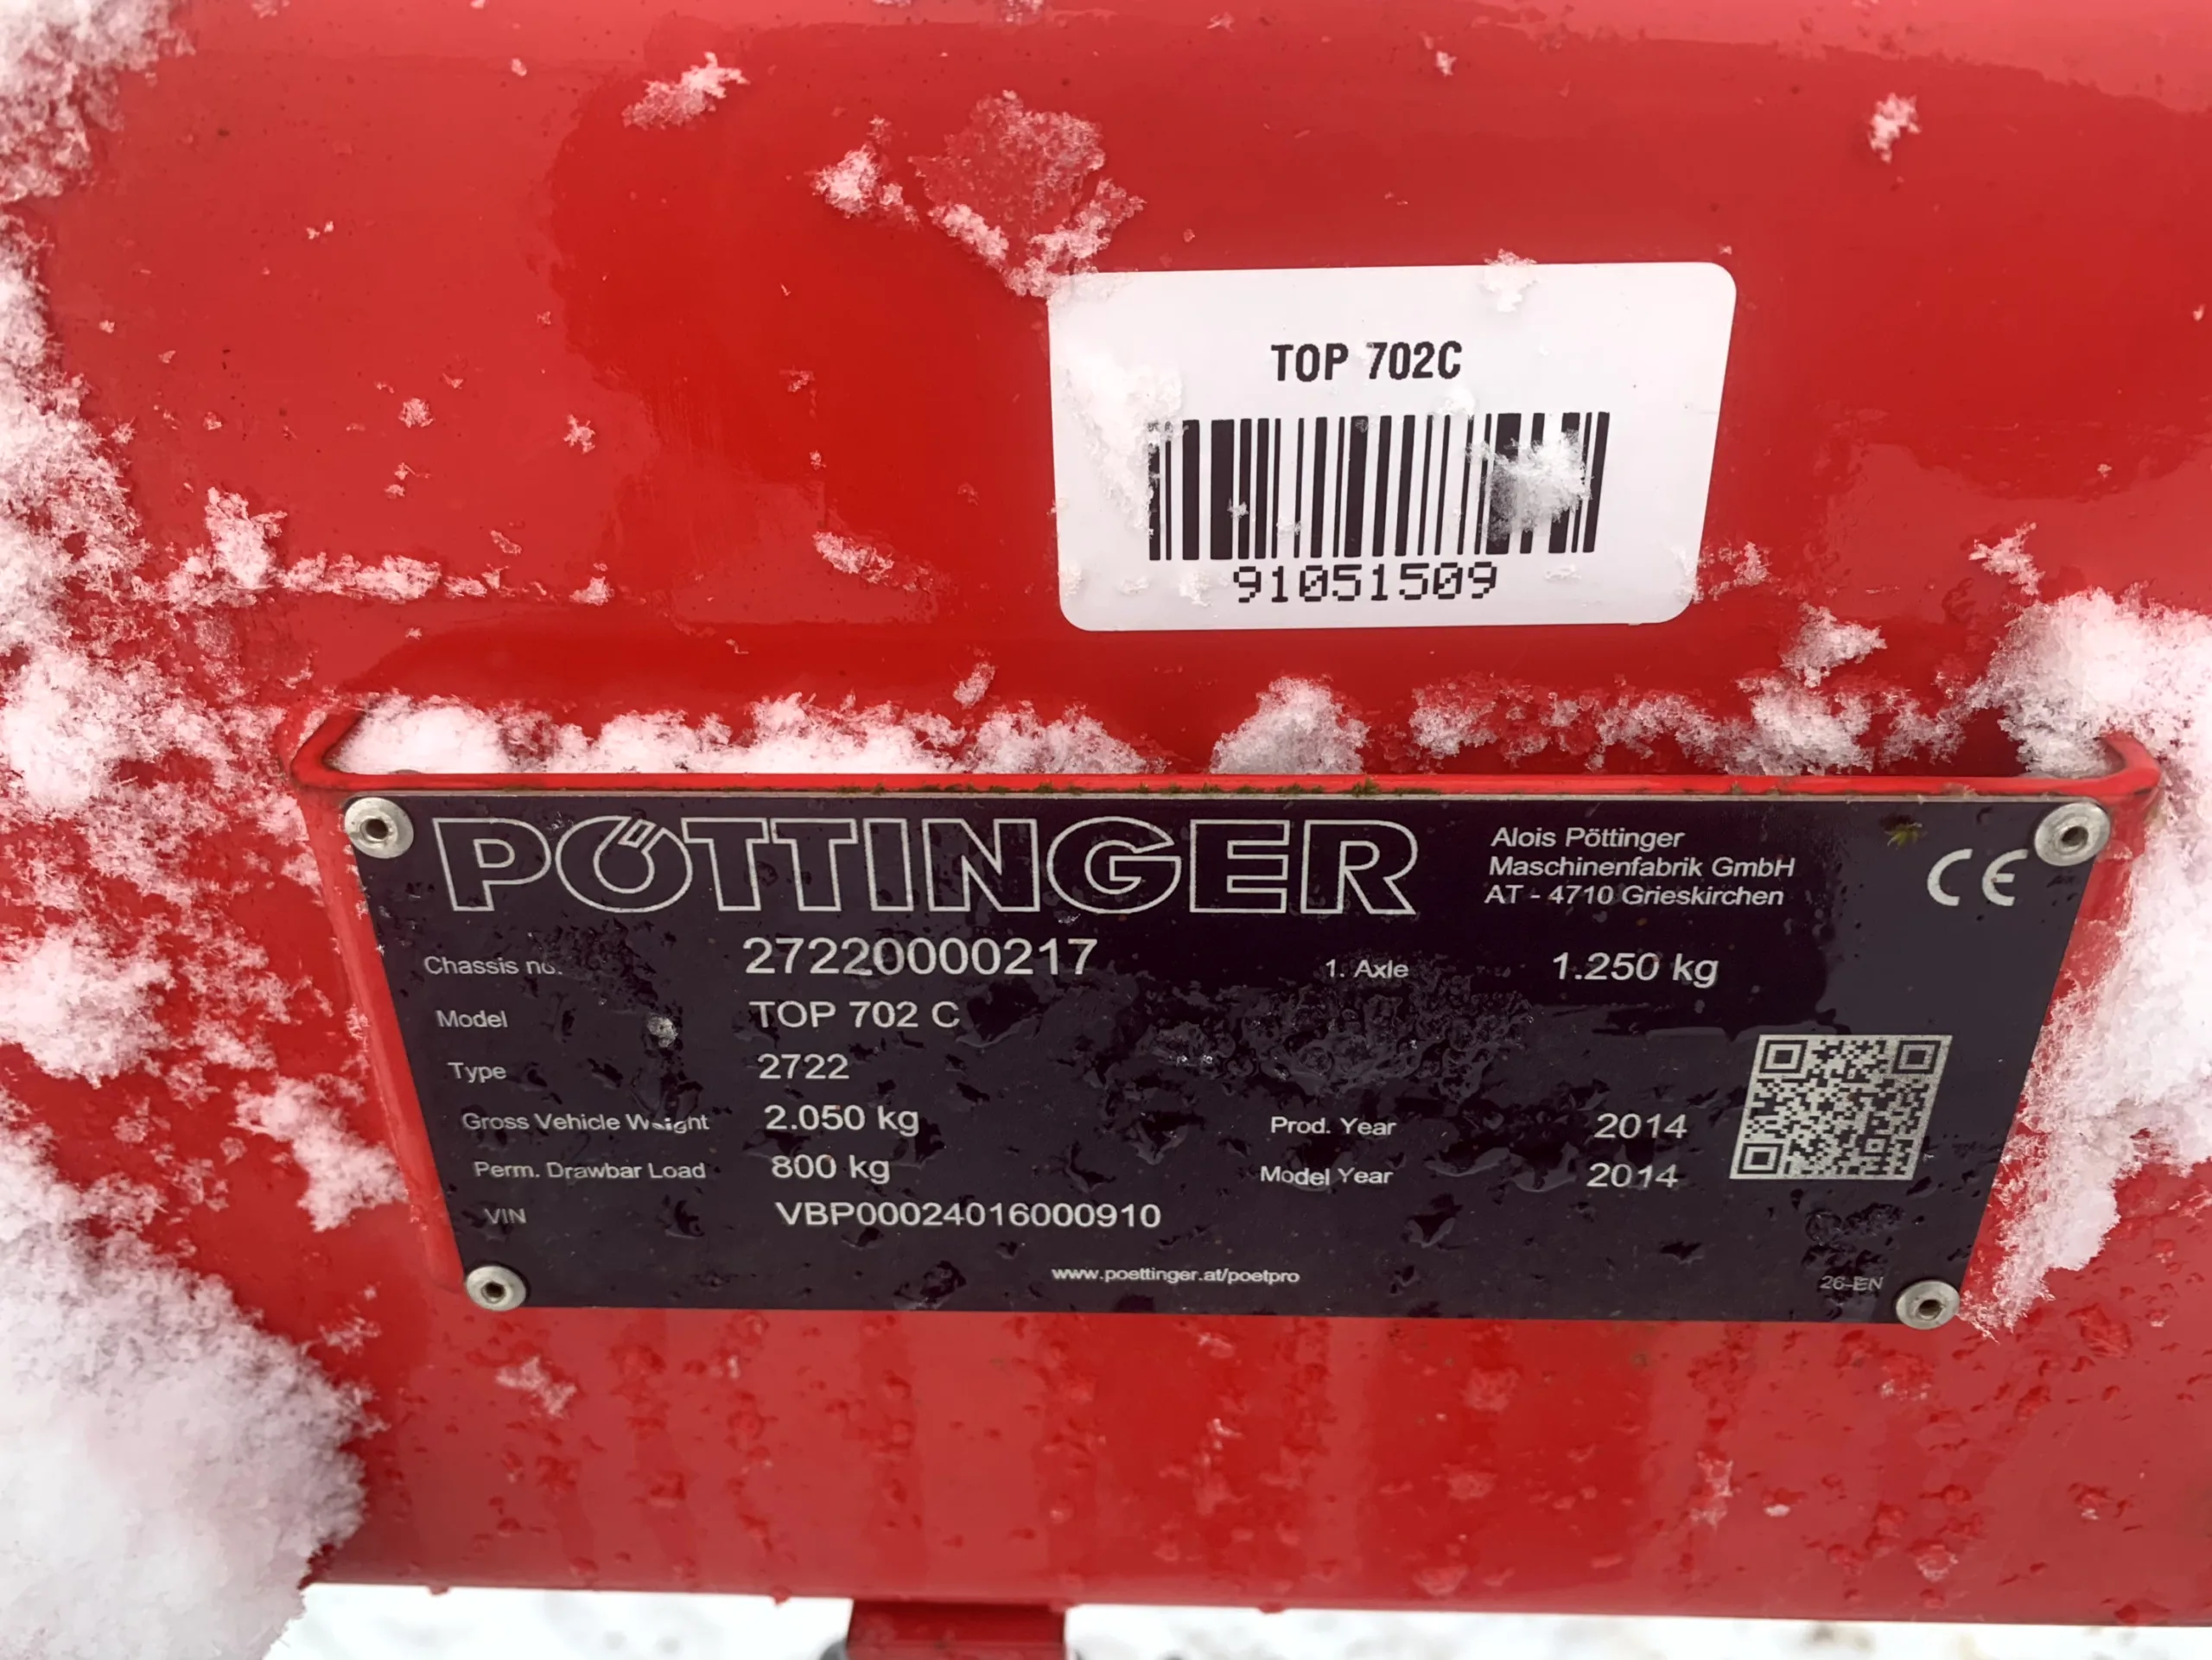 TOP 702C
91051509
PÖTTINGER
Alois Pöttinger
Maschinenfabrik GmbH
AT - 4710 Grieskirchen
CE
Chassis no. 27220000217 1. Axle 1.250 kg
Model TOP 702 C
Type 2722
Gross Vehicle Weight 2.050 kg Prod. Year 2014
Perm. Drawbar Load 800 kg Model Year 2014
VIN VBP00024016000910
www.poettinger.at/poetpro
26-EN